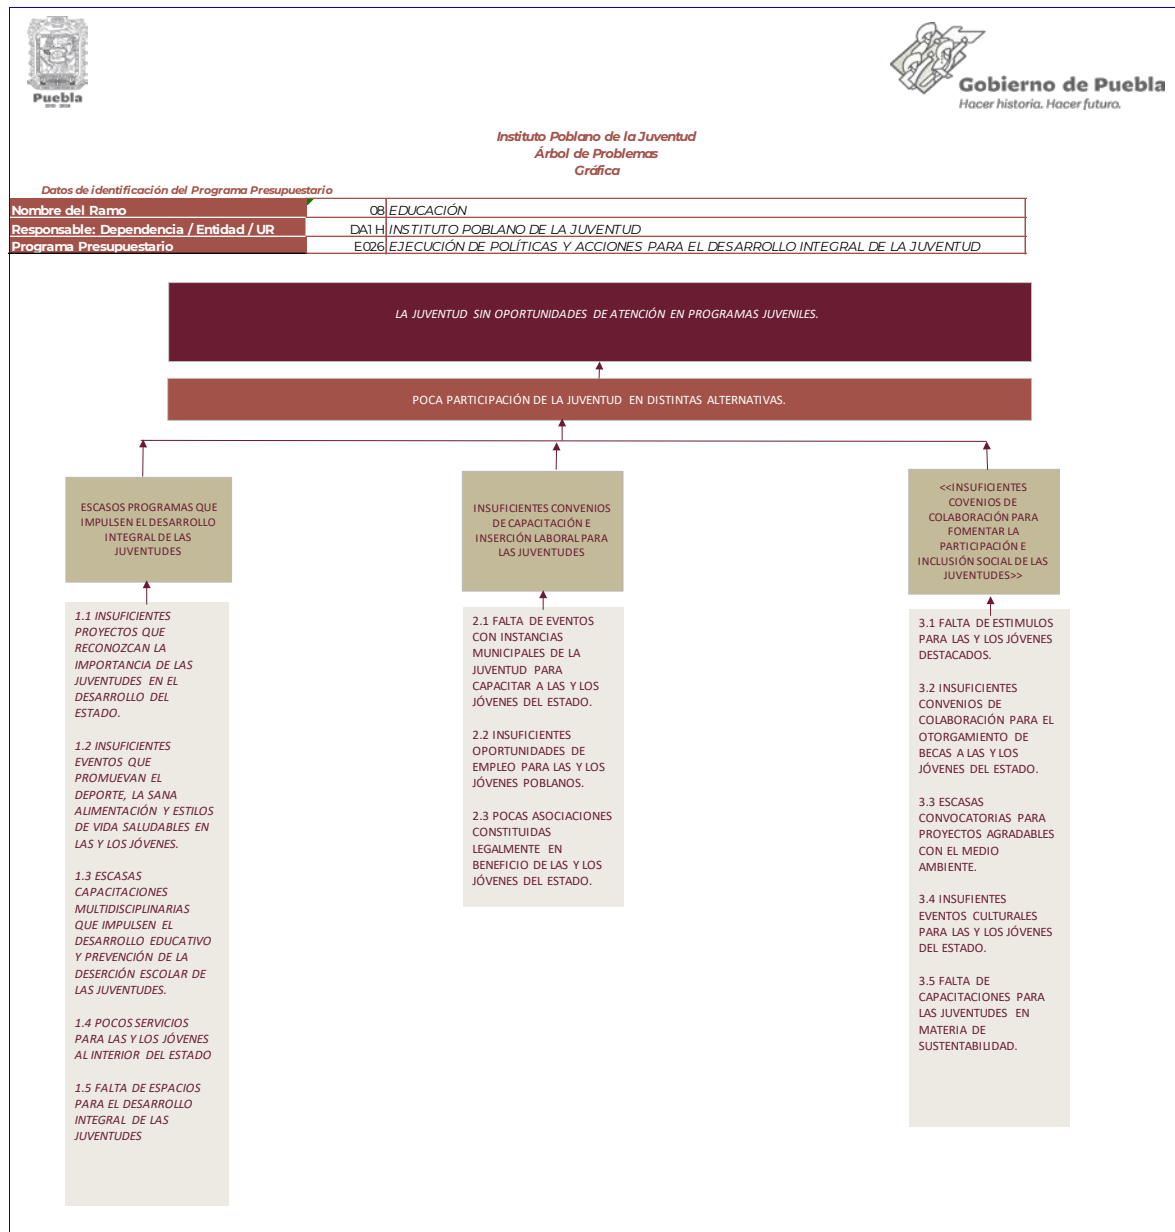 Puebla
Gobierno de Puebla
Hacer historia. Hacer futuro.
Instituto Poblano de la Juventud
Árbol de Problemas
Gráfica
Datos de identificación del Programa Presupuestario
Nombre del Ramo 08 EDUCACIÓN
Responsable: Dependencia / Entidad / UR DA1 H INSTITUTO POBLANO DE LA JUVENTUD
Programa Presupuestario E026 EJECUCIÓN DE POLÍTICAS Y ACCIONES PARA EL DESARROLLO INTEGRAL DE LA JUVENTUD
LA JUVENTUD SIN OPORTUNIDADES DE ATENCIÓN EN PROGRAMAS JUVENILES.
POCA PARTICIPACIÓN DE LA JUVENTUD EN DISTINTAS ALTERNATIVAS.
ESCASOS PROGRAMAS QUE
IMPULSEN EL DESARROLLO
INTEGRAL DE LAS
JUVENTUDES
1.1 INSUFICIENTES
PROYECTOS QUE
RECONOZCAN LA
IMPORTANCIA DE LAS
JUVENTUDES EN EL
DESARROLLO DEL
ESTADO.
1.2 INSUFICIENTES
EVENTOS QUE
PROMUEVAN EL
DEPORTE, LA SANA
ALIMENTACIÓN Y ESTILOS
DE VIDA SALUDABLES EN
LAS Y LOS JÓVENES.
1.3 ESCASAS
CAPACITACIONES
MULTIDISCIPLINARIAS
QUE IMPULSEN EL
DESARROLLO EDUCATIVO
Y PREVENCIÓN DE LA
DESERCIÓN ESCOLAR DE
LAS JUVENTUDES.
1.4 POCOS SERVICIOS
PARA LAS Y LOS JÓVENES
AL INTERIOR DEL ESTADO
1.5 FALTA DE ESPACIOS
PARA EL DESARROLLO
INTEGRAL DE LAS
JUVENTUDES
INSUFICIENTES CONVENIOS
DE CAPACITACIÓN E
INSERCIÓN LABORAL PARA
LAS JUVENTUDES
2.1 FALTA DE EVENTOS
CON INSTANCIAS
MUNICIPALES DE LA
JUVENTUD PARA
CAPACITAR A LAS Y LOS
JÓVENES DEL ESTADO.
2.2 INSUFICIENTES
OPORTUNIDADES DE
EMPLEO PARA LAS Y LOS
JÓVENES POBLANOS.
2.3 POCAS ASOCIACIONES
CONSTITUIDAS
LEGALMENTE EN
BENEFICIO DE LAS Y LOS
JÓVENES DEL ESTADO.
<<INSUFICIENTES
COVENIOS DE
COLABORACIÓN PARA
FOMENTAR LA
PARTICIPACIÓN E
INCLUSIÓN SOCIAL DE LAS
JUVENTUDES>>
3.1 FALTA DE ESTIMULOS
PARA LAS Y LOS JÓVENES
DESTACADOS.
3.2 INSUFICIENTES
CONVENIOS DE
COLABORACIÓN PARA EL
OTORGAMIENTO DE
BECAS A LAS Y LOS
JÓVENES DEL ESTADO.
3.3 ESCASAS
CONVOCATORIAS PARA
PROYECTOS AGRADABLES
CON EL MEDIO
AMBIENTE.
3.4 INSUFIENTES
EVENTOS CULTURALES
PARA LAS Y LOS JÓVENES
DEL ESTADO.
3.5 FALTA DE
CAPACITACIONES PARA
LAS JUVENTUDES EN
MATERIA DE
SUSTENTABILIDAD.